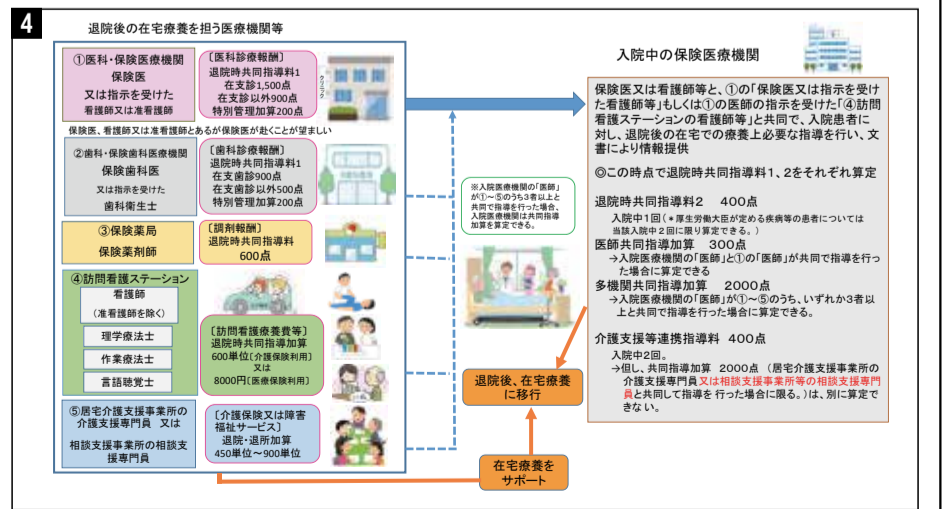 4
退院後の在宅療養を担う医療機関等
①医科・保険医療機関
保険医
又は指示を受けた
看護師又は准看護師
〔医科診療報酬〕
退院時共同指導料1
在支診1,500点
在支診以外900点
特別管理加算200点
クリニック
保険医、看護師又は准看護師とあるが保険医が赴くことが望ましい
②歯科・保険歯科医療機関
保険歯科医
又は指示を受けた
歯科衛生士
〔歯科診療報酬〕
退院時共同指導料1
在支歯診900点
在支歯診以外500点
特別管理加算200点
③保険薬局
保険薬剤師
〔調剤報酬〕
退院時共同指導料
600点
④訪問看護ステーション
看護師
(准看護師を除く)
理学療法士
作業療法士
言語聴覚士
〔訪問看護療養費等〕
退院時共同指導加算
600単位[介護保険利用]
又は
8000円[医療保険利用]
⑤居宅介護支援事業所の
介護支援専門員 又は
相談支援事業所の相談支
援専門員
〔介護保険又は障害
福祉サービス〕
退院・退所加算
450単位～900単位
※入院医療機関の「医師」
が①～⑤のうち3者以上と
共同で指導を行った場合、
入院医療機関は共同指導
加算を算定できる。
退院後、在宅療養
に移行
在宅療養を
サポート
入院中の保険医療機関
保険医又は看護師等と、①の「保険医又は指示を受け
た看護師等」もしくは①の医師の指示を受けた「④訪問
看護ステーションの看護師等」と共同で、入院患者に
対し、退院後の在宅での療養上必要な指導を行い、文
書により情報提供
◎この時点で退院時共同指導料1、2をそれぞれ算定
退院時共同指導料2 400点
入院中1回(*厚生労働大臣が定める疾病等の患者については
当該入院中2回に限り算定できる。)
医師共同指導加算 300点
→入院医療機関の「医師」と①の「医師」が共同で指導を行っ
た場合に算定できる
多機関共同指導加算 2000点
→入院医療機関の「医師」が①～⑤のうち、いずれか3者以
上と共同で指導を行った場合に算定できる。
介護支援等連携指導料 400点
入院中2回。
→但し、共同指導加算 2000点 (居宅介護支援事業所の
介護支援専門員又は相談支援事業所等の相談支援専門
員と共同して指導を行った場合に限る。)は、別に算定で
きない。